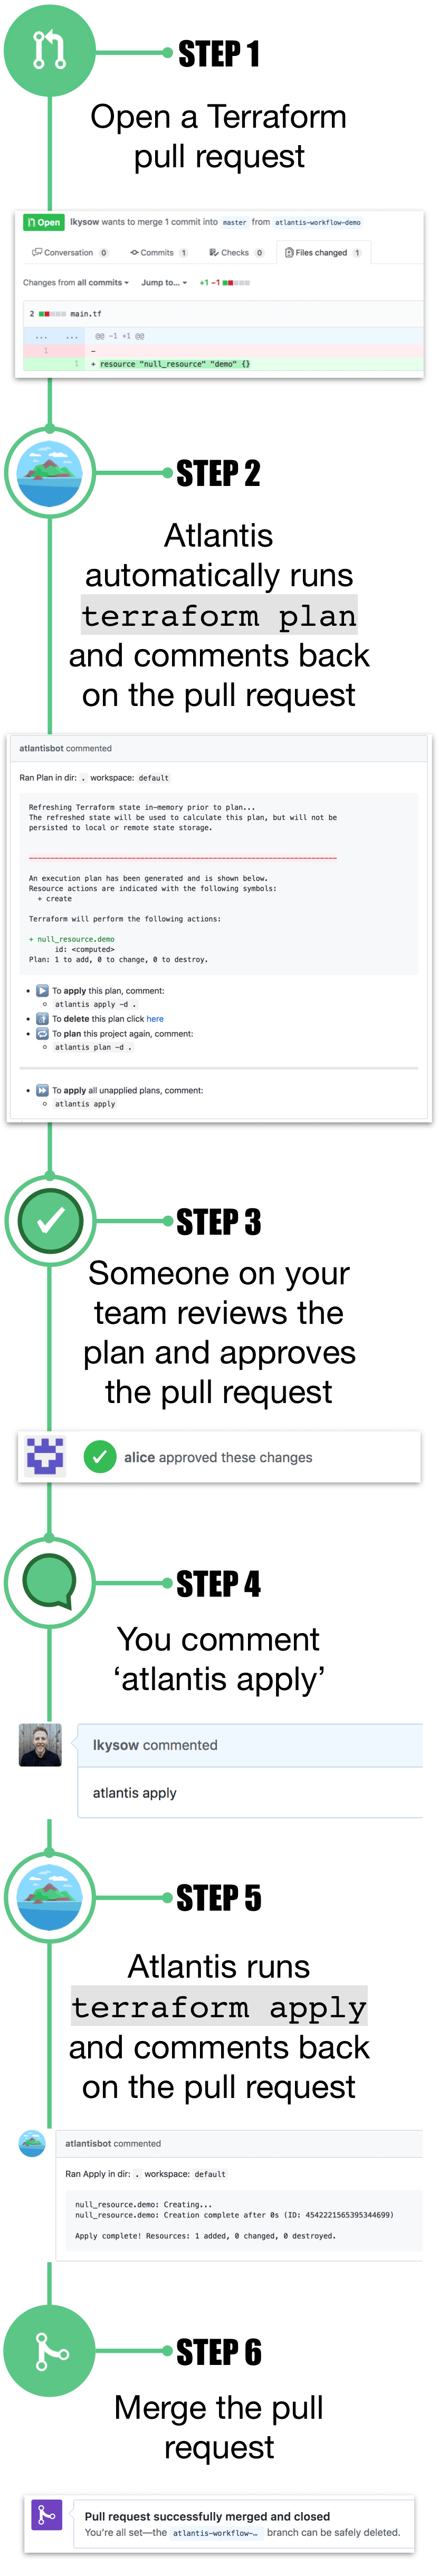 STEP 1
Open a Terraform
pull request
Open lkysow wants to merge 1 commit into master from atlantis-workflow-demo
Conversation 0 Commits 1 Checks 0 Files changed 1
Changes from all commits Jump to... +1 −1
2 main.tf
... ... @@ -1 +1 @@
1 -
1 + resource "null_resource" "demo" {}
STEP 2
Atlantis
automatically runs
terraform plan
and comments back
on the pull request
atlantisbot commented
Ran Plan in dir: . workspace: default
Refreshing Terraform state in-memory prior to plan...
The refreshed state will be used to calculate this plan, but will not be
persisted to local or remote state storage.
------------------------------------------------------------------------
An execution plan has been generated and is shown below.
Resource actions are indicated with the following symbols:
+ create
Terraform will perform the following actions:
+ null_resource.demo
id: <computed>
Plan: 1 to add, 0 to change, 0 to destroy.
To apply this plan, comment:
atlantis apply -d .
To delete this plan click here
To plan this project again, comment:
atlantis plan -d .
To apply all unapplied plans, comment:
atlantis apply
STEP 3
Someone on your
team reviews the
plan and approves
the pull request
alice approved these changes
STEP 4
You comment
‘atlantis apply’
lkysow commented
atlantis apply
STEP 5
Atlantis runs
terraform apply
and comments back
on the pull request
atlantisbot commented
Ran Apply in dir: . workspace: default
null_resource.demo: Creating...
null_resource.demo: Creation complete after 0s (ID: 4542221565395344699)
Apply complete! Resources: 1 added, 0 changed, 0 destroyed.
STEP 6
Merge the pull
request
Pull request successfully merged and closed
You're all set—the atlantis-workflow-… branch can be safely deleted.